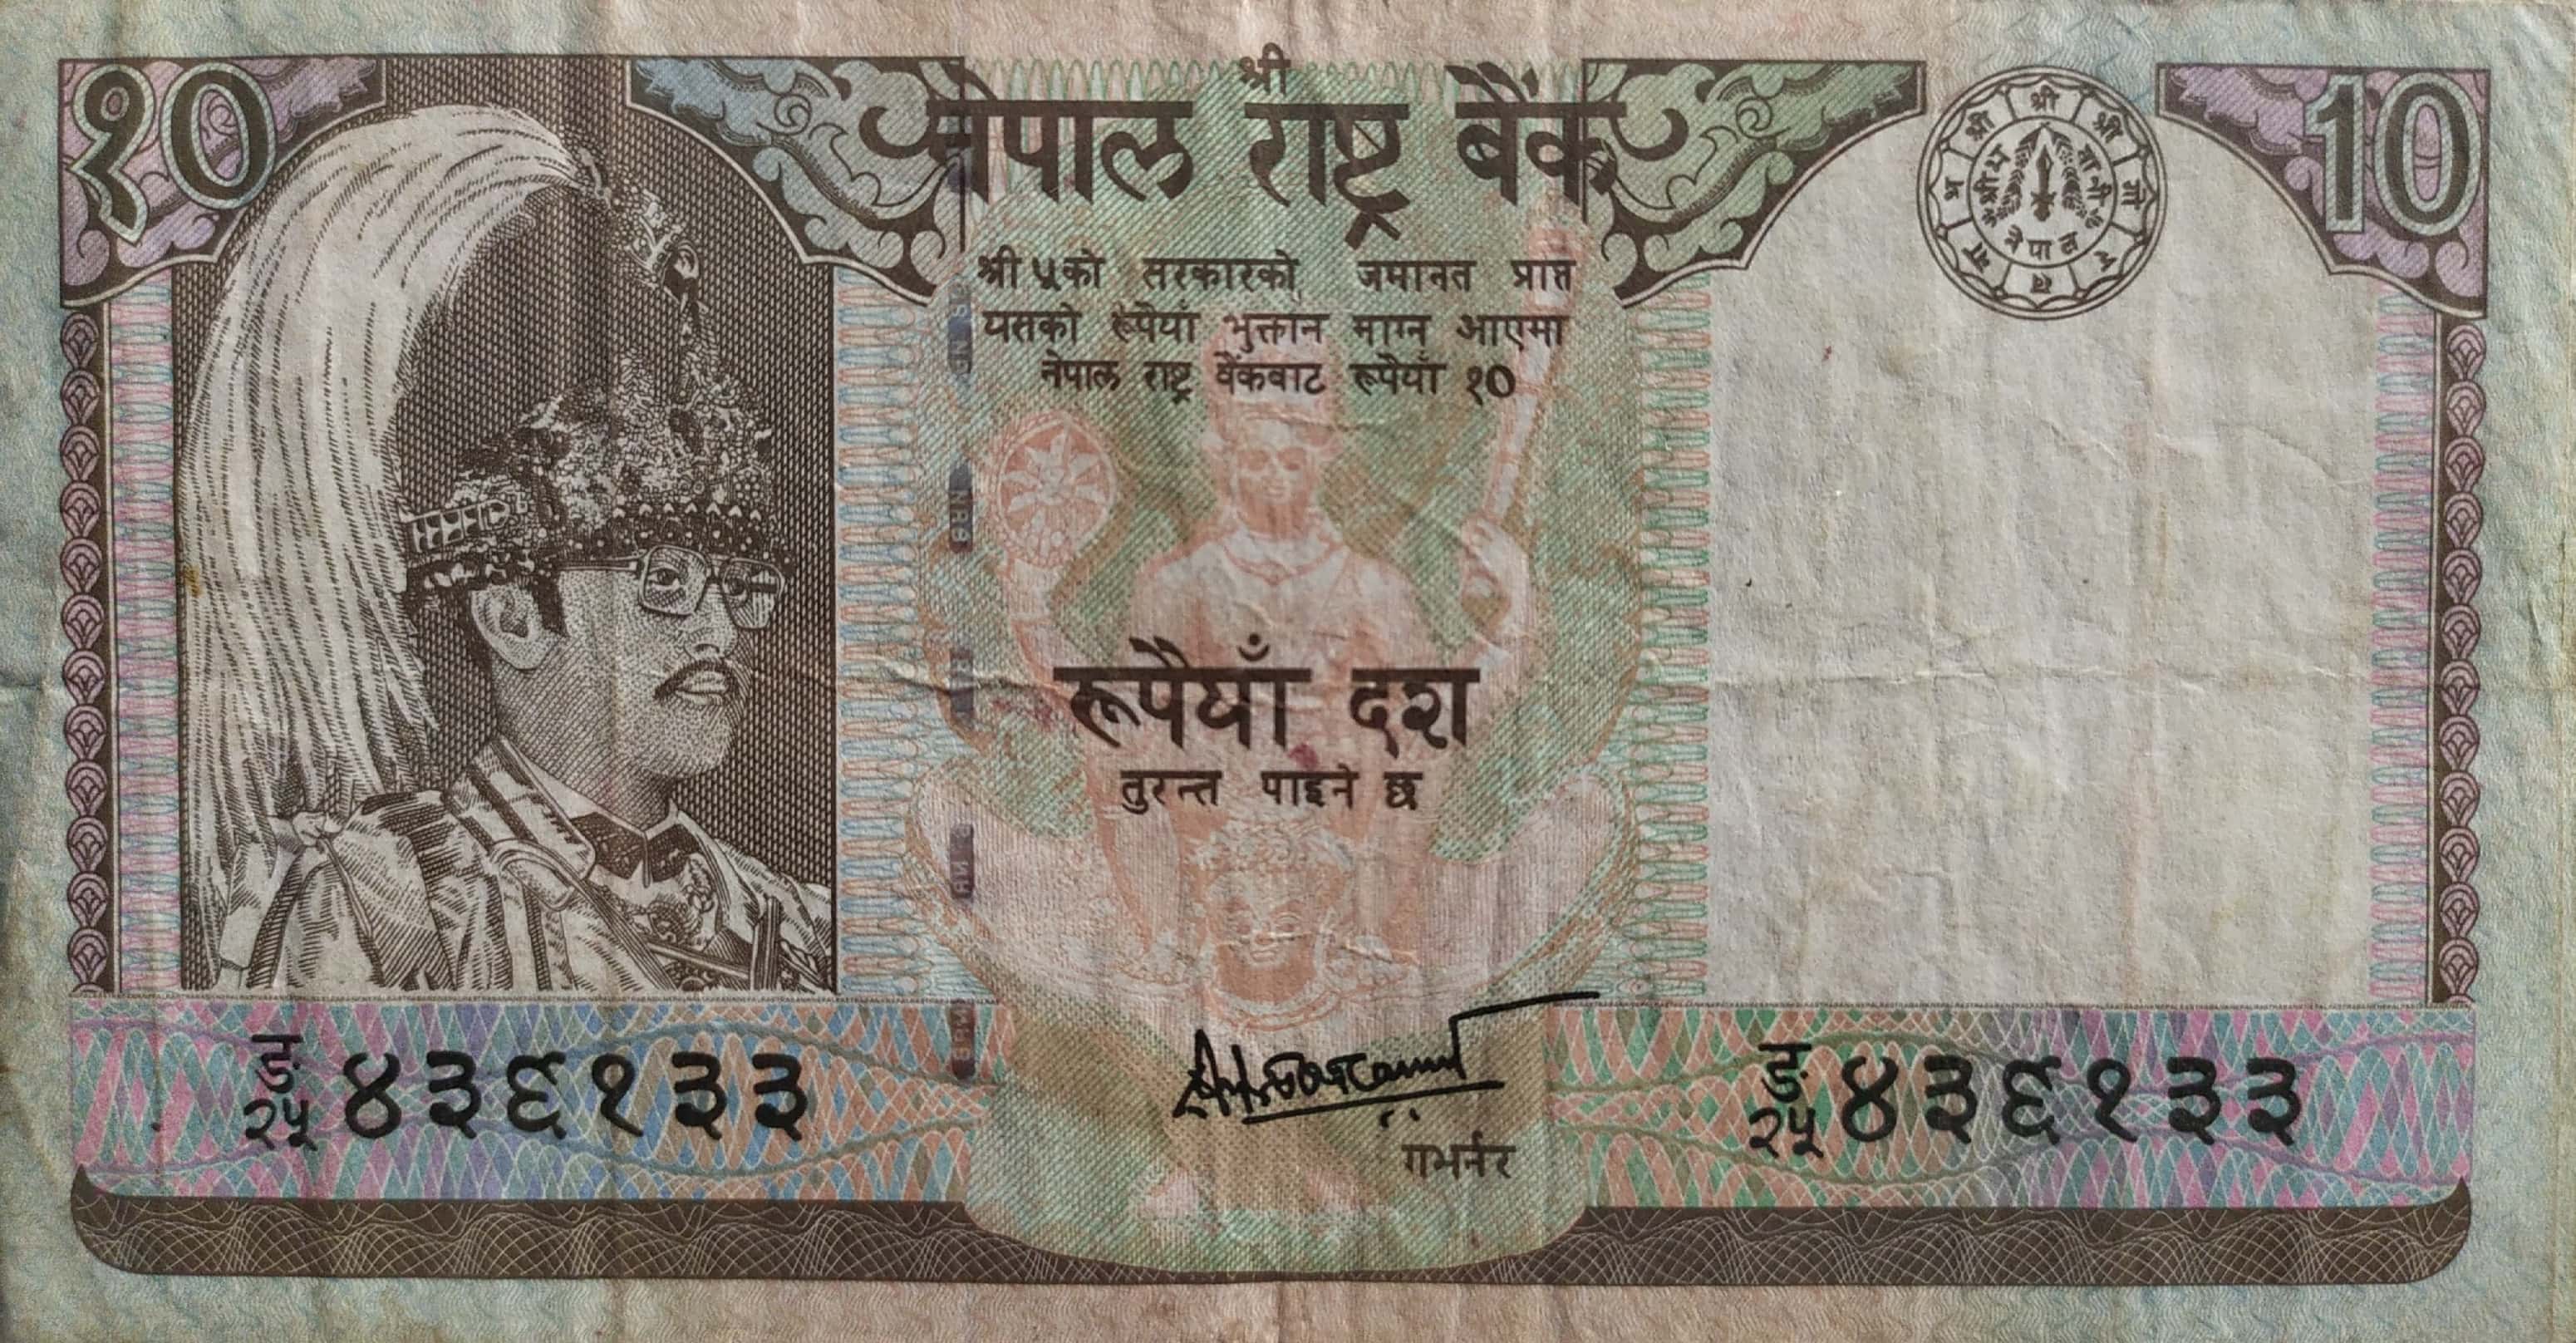 १०
श्री
नेपाल राष्ट्र बैंक
10
श्री ५को सरकारको जमानत प्राप्त
यसको रूपैयाँ भुक्तान माग्न आएमा
नेपाल राष्ट्र बैंकबाट रूपैयाँ १०
रूपैयाँ दश
तुरन्त पाइने छ
ङ २५ ४३६१३३
गभर्नर
ङ २५ ४३६१३३
नेपाल